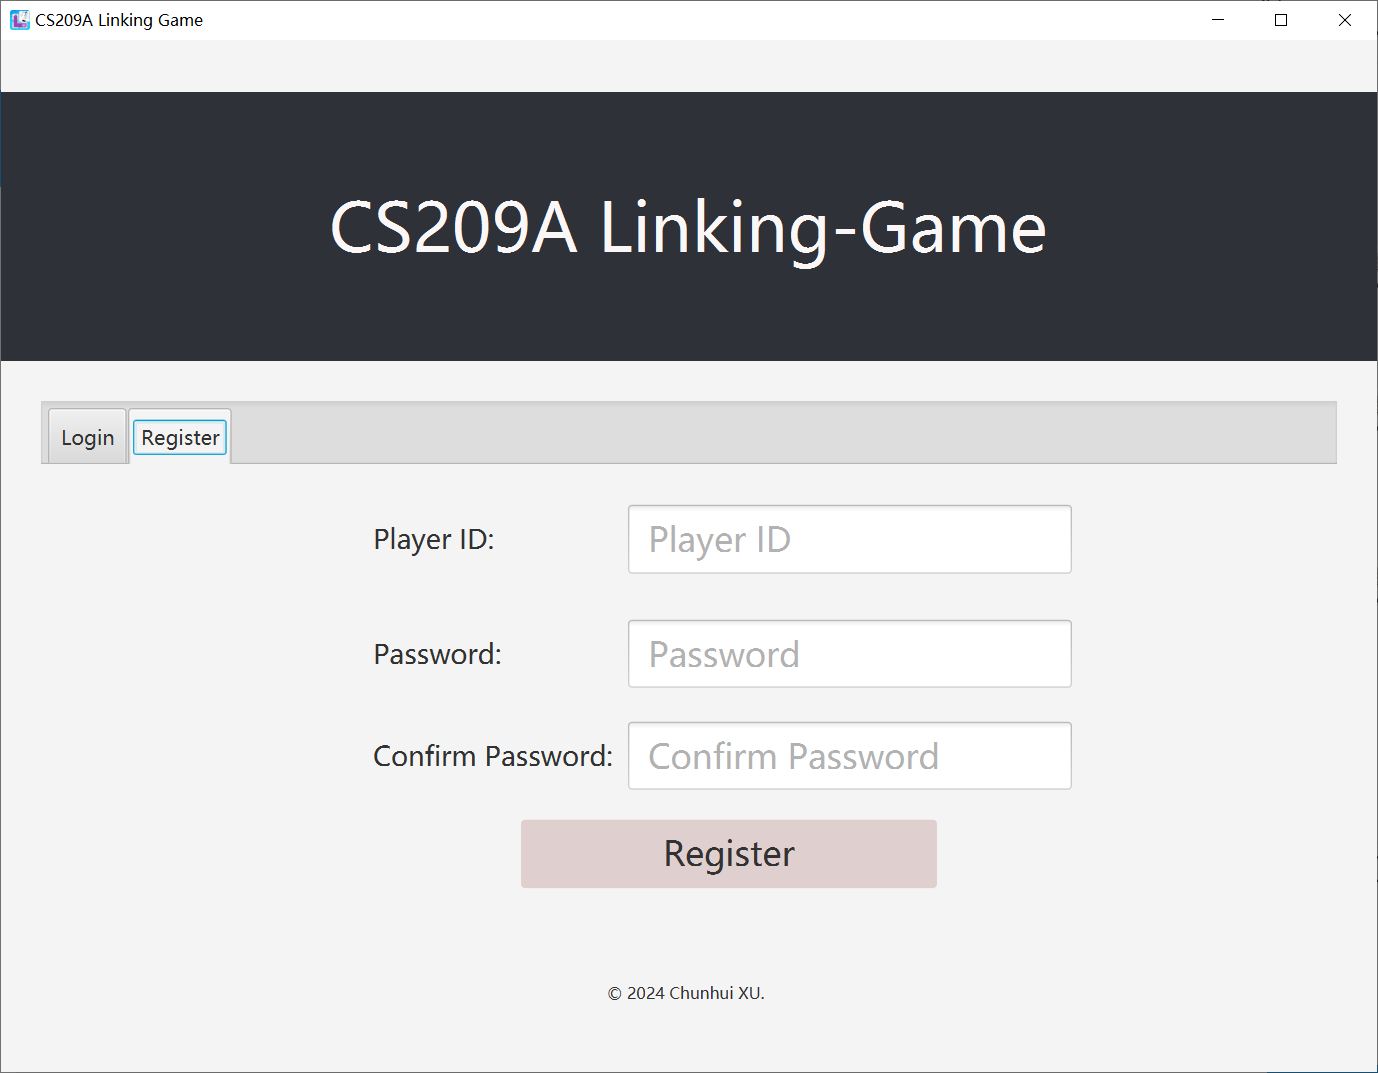 CS209A Linking Game
CS209A Linking-Game
Login
Register
Player ID:
Player ID
Password:
Password
Confirm Password:
Confirm Password
Register
© 2024 Chunhui XU.